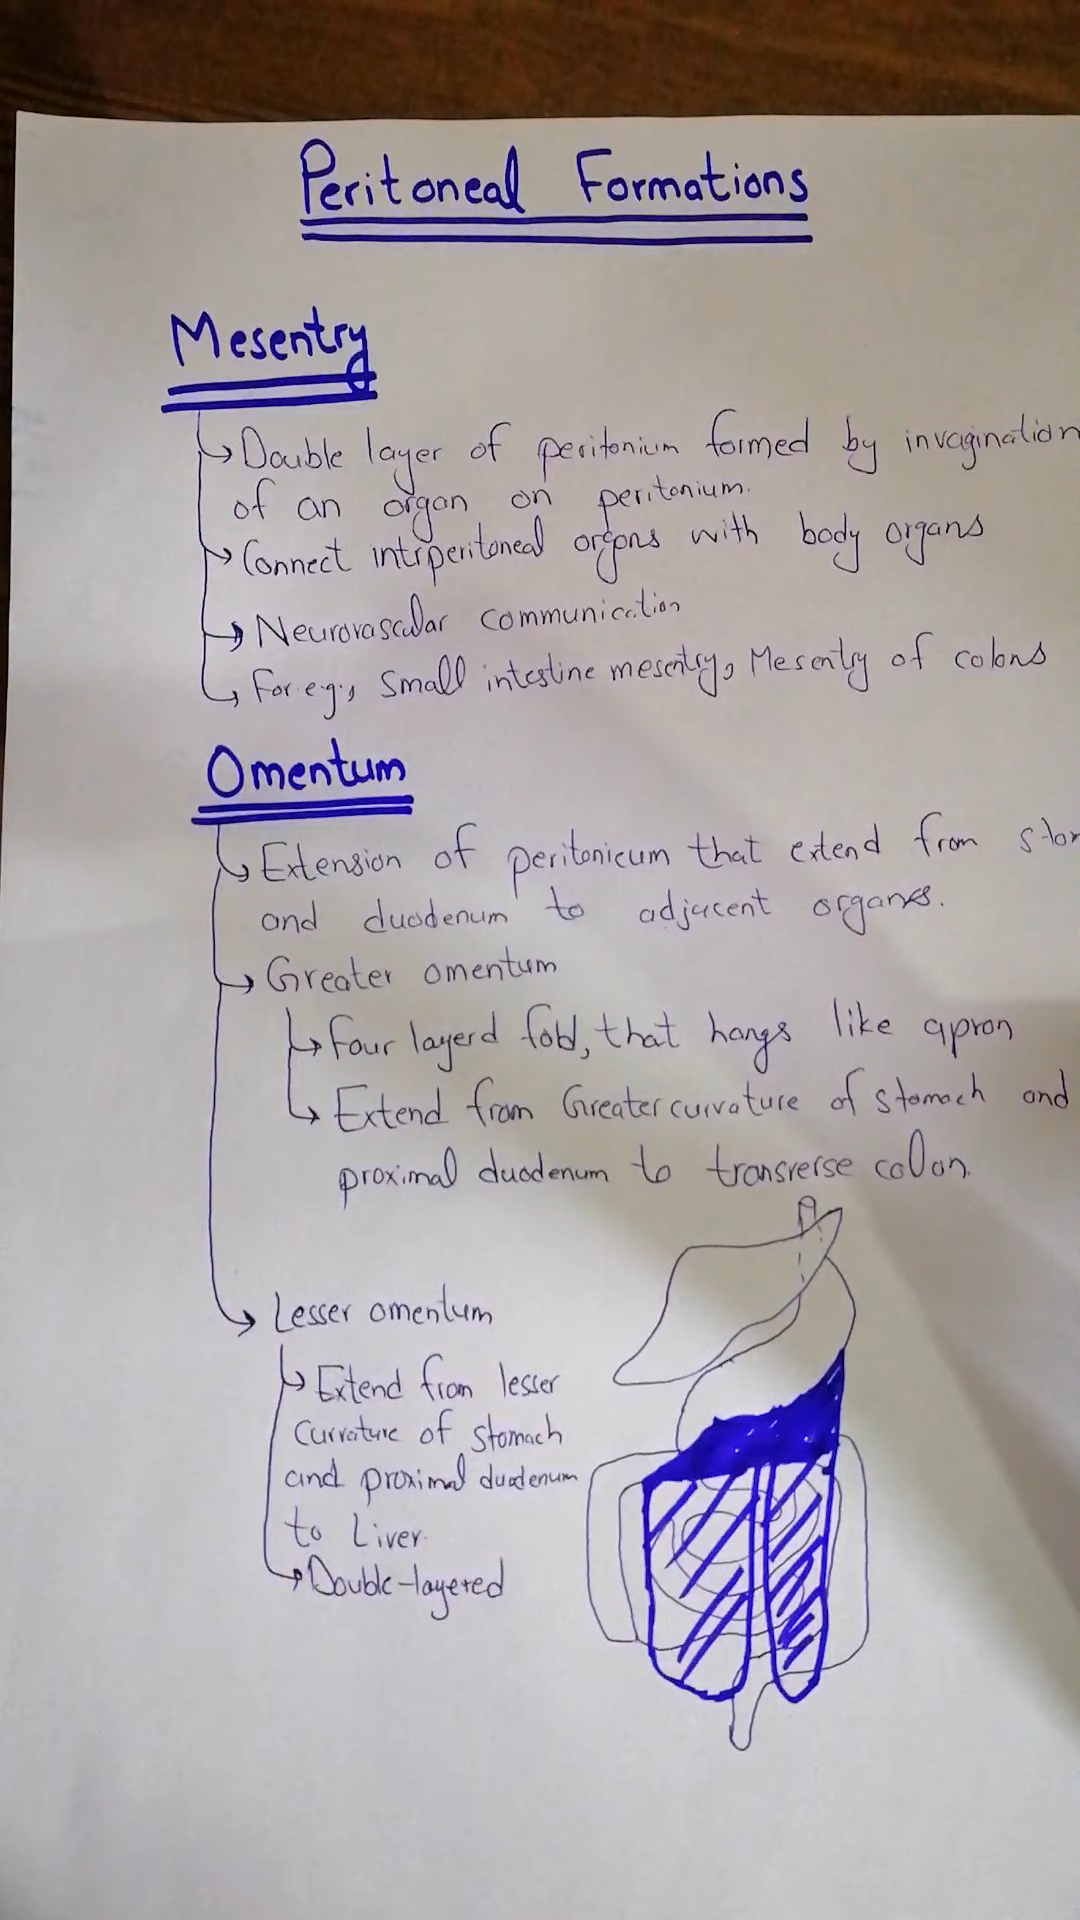 Peritoneal Formations
Mesentry
Double layer of peritonium formed by invagination
of an organ on peritonium.
Connect intrperitoneal organs with body organs
Neurovascular communication
For.eg., Small intestine mesentry, Mesentry of colons
Omentum
Extension of peritonicum that extend from
and duodenum to adjacent organs.
Greater omentum
Four layerd fold, that hangs like apron
Extend from Greater curvature of stomach and
proximal duodenum to transverse colon.
Lesser omentum
Extend from lesser
Curvature of stomach
and proximal duodenum
to Liver.
Double-layered